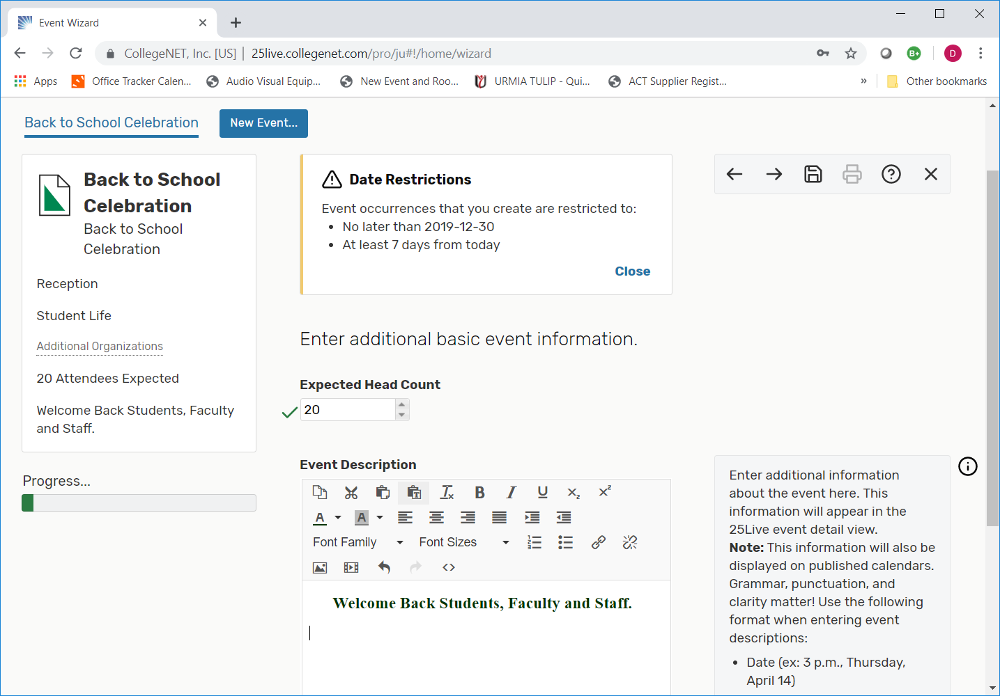 Event Wizard
CollegeNET, Inc. [US] | 25live.collegenet.com/pro/ju#!/home/wizard
B+
D
Apps
Office Tracker Calen...
Audio Visual Equip...
New Event and Roo...
URMIA TULIP - Qui...
ACT Supplier Regist...
»
Other bookmarks
Back to School Celebration
New Event...
Back to School
Celebration
Back to School
Celebration
Reception
Student Life
Additional Organizations
20 Attendees Expected
Welcome Back Students, Faculty
and Staff.
Progress...
Date Restrictions
Event occurrences that you create are restricted to:
• No later than 2019-12-30
• At least 7 days from today
Close
Enter additional basic event information.
Expected Head Count
20
Event Description
B I U x₂ x²
A A
Font Family
Font Sizes
Welcome Back Students, Faculty and Staff.
Enter additional information
about the event here. This
information will appear in the
25Live event detail view.
Note: This information will also be
displayed on published calendars.
Grammar, punctuation, and
clarity matter! Use the following
format when entering event
descriptions:
• Date (ex: 3 p.m., Thursday,
April 14)